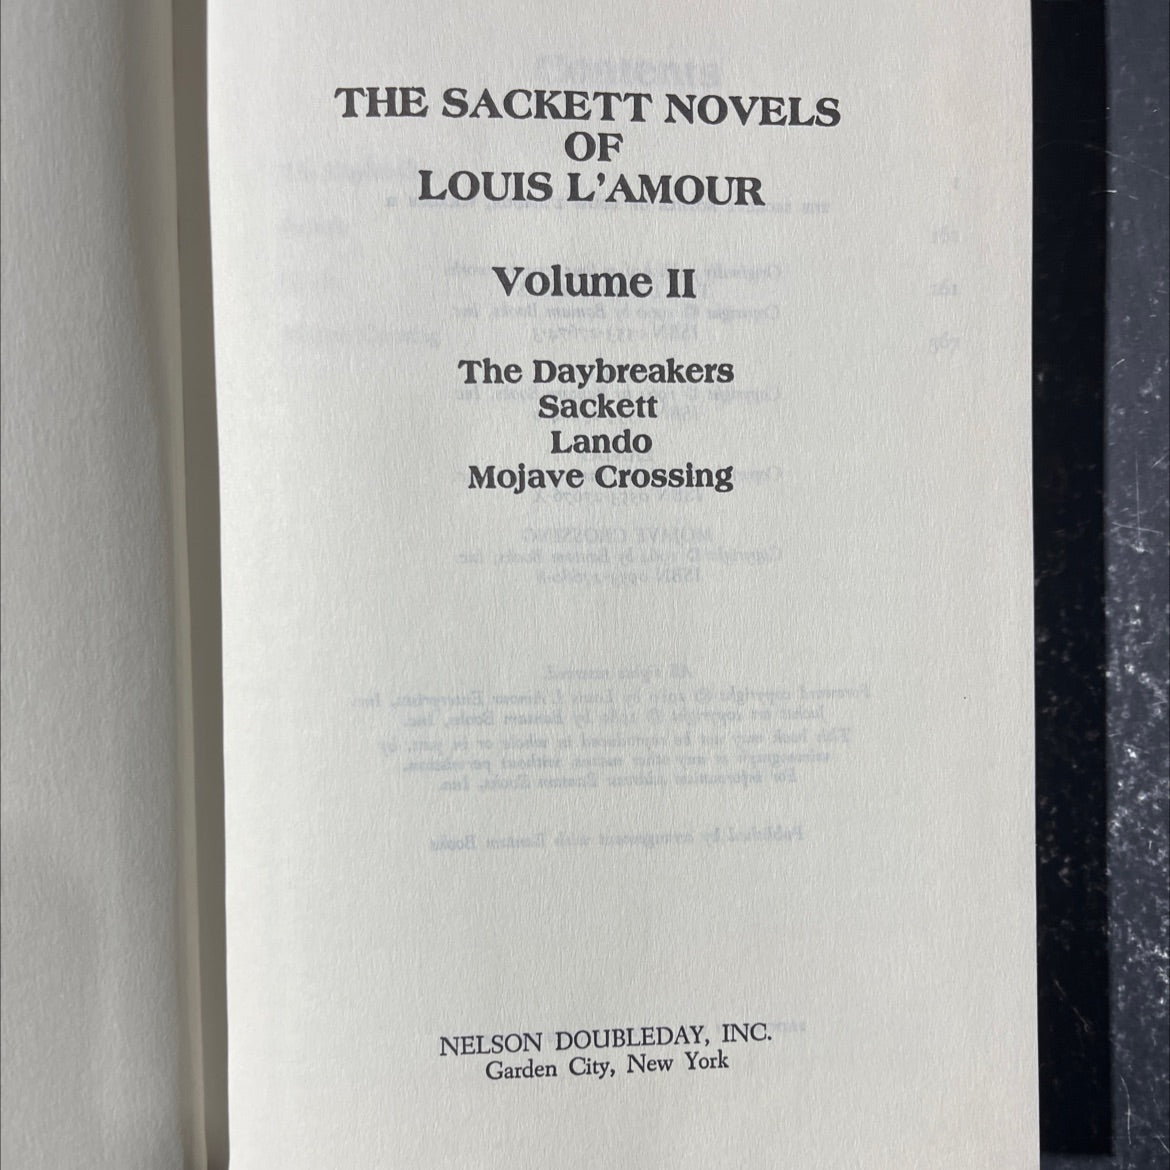 THE SACKETT NOVELS
OF
LOUIS L'AMOUR
Volume II
The Daybreakers
Sackett
Lando
Mojave Crossing
NELSON DOUBLEDAY, INC.
Garden City, New York